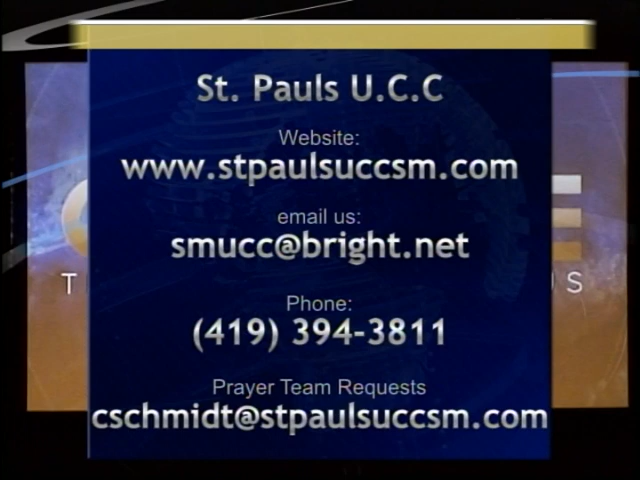 St. Pauls U.C.C
Website:
www.stpaulsuccsm.com
email us:
smucc@bright.net
Phone:
(419) 394-3811
Prayer Team Requests
cschmidt@stpaulsuccsm.com